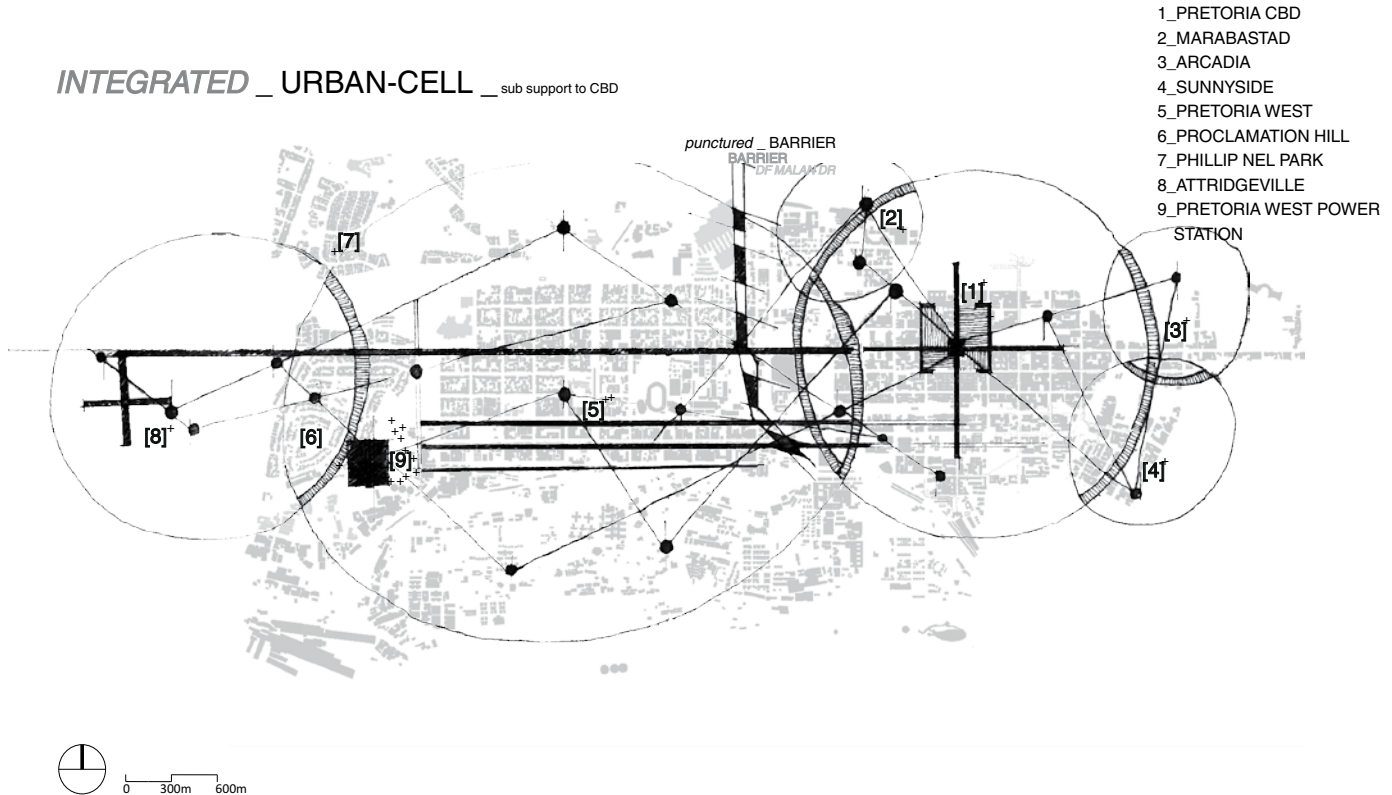 1_PRETORIA CBD
2_MARABASTAD
3_ARCADIA
4_SUNNYSIDE
5_PRETORIA WEST
6_PROCLAMATION HILL
7_PHILLIP NEL PARK
8_ATTRIDGEVILLE
9_PRETORIA WEST POWER
STATION
INTEGRATED _ URBAN-CELL _ sub support to CBD
punctured _ BARRIER
BARRIER
DF MALAN DR
[2]
[7]
[1]
[3]
[5]
[8]
[6]
[9]
[4]
0 300m 600m